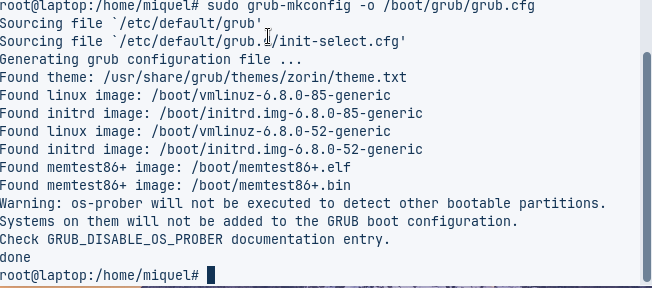 root@laptop:/home/miquel# sudo grub-mkconfig -o /boot/grub/grub.cfg
Sourcing file `/etc/default/grub'
Sourcing file `/etc/default/grub.d/init-select.cfg'
Generating grub configuration file ...
Found theme: /usr/share/grub/themes/zorin/theme.txt
Found linux image: /boot/vmlinuz-6.8.0-85-generic
Found initrd image: /boot/initrd.img-6.8.0-85-generic
Found linux image: /boot/vmlinuz-6.8.0-52-generic
Found initrd image: /boot/initrd.img-6.8.0-52-generic
Found memtest86+ image: /boot/memtest86+.elf
Found memtest86+ image: /boot/memtest86+.bin
Warning: os-prober will not be executed to detect other bootable partitions.
Systems on them will not be added to the GRUB boot configuration.
Check GRUB_DISABLE_OS_PROBER documentation entry.
done
root@laptop:/home/miquel#